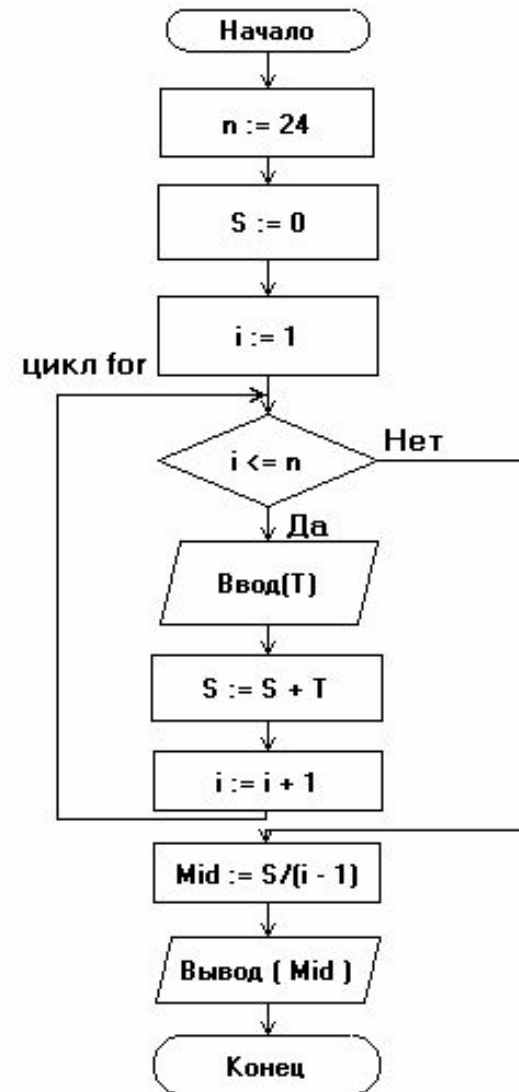 Начало
n := 24
S := 0
i := 1
цикл for
i <= n
Нет
Да
Ввод(T)
S := S + T
i := i + 1
Mid := S/(i - 1)
Вывод ( Mid )
Конец